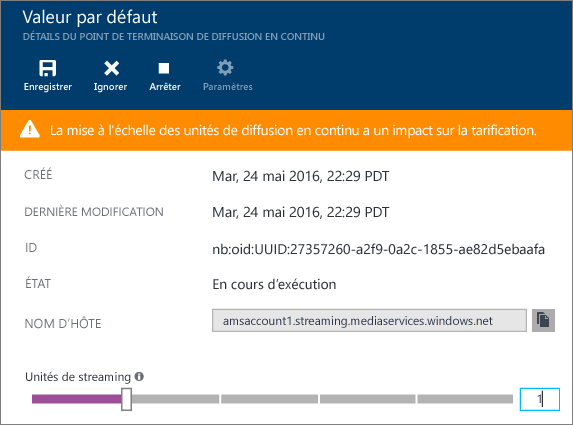 Valeur par défaut
DÉTAILS DU POINT DE TERMINAISON DE DIFFUSION EN CONTINU
Enregistrer Ignorer Arrêter Paramètres
La mise à l'échelle des unités de diffusion en continu a un impact sur la tarification.
CRÉÉ Mar, 24 mai 2016, 22:29 PDT
DERNIÈRE MODIFICATION Mar, 24 mai 2016, 22:29 PDT
ID nb:oid:UUID:27357260-a2f9-0a2c-1855-ae82d5ebaafa
ÉTAT En cours d'exécution
NOM D'HÔTE amsaccount1.streaming.mediaservices.windows.net
Unités de streaming
1